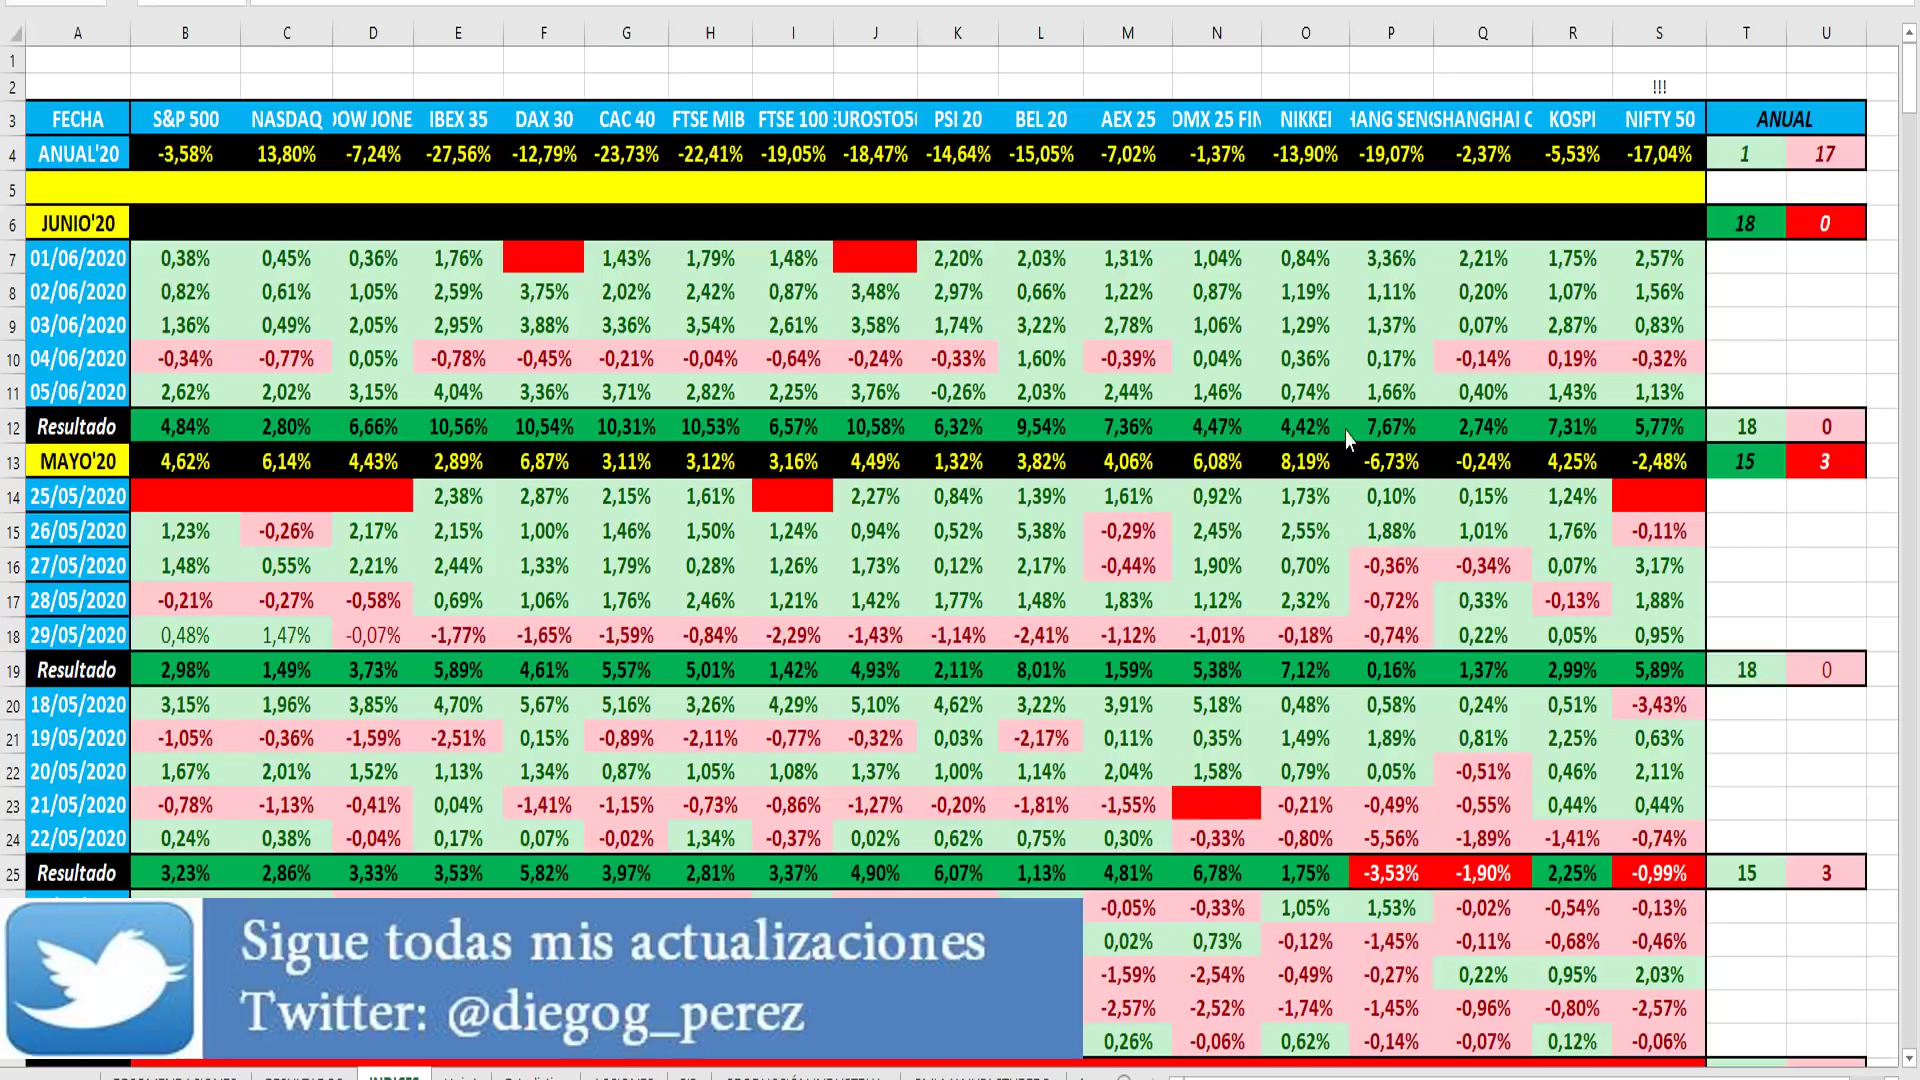 A B C D E F G H I J K L M N O P Q R S T U
1
2 !!!
3 FECHA S&P 500 NASDAQ DOW JONE IBEX 35 DAX 30 CAC 40 FTSE MIB FTSE 100 EUROSTO50 PSI 20 BEL 20 AEX 25 OMX 25 FIN NIKKEI HANG SENG SHANGHAI C KOSPI NIFTY 50 ANUAL
4 ANUAL'20 -3,58% 13,80% -7,24% -27,56% -12,79% -23,73% -22,41% -19,05% -18,47% -14,64% -15,05% -7,02% -1,37% -13,90% -19,07% -2,37% -5,53% -17,04% 1 17
5
6 JUNIO'20 18 0
7 01/06/2020 0,38% 0,45% 0,36% 1,76% 1,43% 1,79% 1,48% 2,20% 2,03% 1,31% 1,04% 0,84% 3,36% 2,21% 1,75% 2,57%
8 02/06/2020 0,82% 0,61% 1,05% 2,59% 3,75% 2,02% 2,42% 0,87% 3,48% 2,97% 0,66% 1,22% 0,87% 1,19% 1,11% 0,20% 1,07% 1,56%
9 03/06/2020 1,36% 0,49% 2,05% 2,95% 3,88% 3,36% 3,54% 2,61% 3,58% 1,74% 3,22% 2,78% 1,06% 1,29% 1,37% 0,07% 2,87% 0,83%
10 04/06/2020 -0,34% -0,77% 0,05% -0,78% -0,45% -0,21% -0,04% -0,64% -0,24% -0,33% 1,60% -0,39% 0,04% 0,36% 0,17% -0,14% 0,19% -0,32%
11 05/06/2020 2,62% 2,02% 3,15% 4,04% 3,36% 3,71% 2,82% 2,25% 3,76% -0,26% 2,03% 2,44% 1,46% 0,74% 1,66% 0,40% 1,43% 1,13%
12 Resultado 4,84% 2,80% 6,66% 10,56% 10,54% 10,31% 10,53% 6,57% 10,58% 6,32% 9,54% 7,36% 4,47% 4,42% 7,67% 2,74% 7,31% 5,77% 18 0
13 MAYO'20 4,62% 6,14% 4,43% 2,89% 6,87% 3,11% 3,12% 3,16% 4,49% 1,32% 3,82% 4,06% 6,08% 8,19% -6,73% -0,24% 4,25% -2,48% 15 3
14 25/05/2020 2,38% 2,87% 2,15% 1,61% 2,27% 0,84% 1,39% 1,61% 0,92% 1,73% 0,10% 0,15% 1,24%
15 26/05/2020 1,23% -0,26% 2,17% 2,15% 1,00% 1,46% 1,50% 1,24% 0,94% 0,52% 5,38% -0,29% 2,45% 2,55% 1,88% 1,01% 1,76% -0,11%
16 27/05/2020 1,48% 0,55% 2,21% 2,44% 1,33% 1,79% 0,28% 1,26% 1,73% 0,12% 2,17% -0,44% 1,90% 0,70% -0,36% -0,34% 0,07% 3,17%
17 28/05/2020 -0,21% -0,27% -0,58% 0,69% 1,06% 1,76% 2,46% 1,21% 1,42% 1,77% 1,48% 1,83% 1,12% 2,32% -0,72% 0,33% -0,13% 1,88%
18 29/05/2020 0,48% 1,47% -0,07% -1,77% -1,65% -1,59% -0,84% -2,29% -1,43% -1,14% -2,41% -1,12% -1,01% -0,18% -0,74% 0,22% 0,05% 0,95%
19 Resultado 2,98% 1,49% 3,73% 5,89% 4,61% 5,57% 5,01% 1,42% 4,93% 2,11% 8,01% 1,59% 5,38% 7,12% 0,16% 1,37% 2,99% 5,89% 18 0
20 18/05/2020 3,15% 1,96% 3,85% 4,70% 5,67% 5,16% 3,26% 4,29% 5,10% 4,62% 3,22% 3,91% 5,18% 0,48% 0,58% 0,24% 0,51% -3,43%
21 19/05/2020 -1,05% -0,36% -1,59% -2,51% 0,15% -0,89% -2,11% -0,77% -0,32% 0,03% -2,17% 0,11% 0,35% 1,49% 1,89% 0,81% 2,25% 0,63%
22 20/05/2020 1,67% 2,01% 1,52% 1,13% 1,34% 0,87% 1,05% 1,08% 1,37% 1,00% 1,14% 2,04% 1,58% 0,79% 0,05% -0,51% 0,46% 2,11%
23 21/05/2020 -0,78% -1,13% -0,41% 0,04% -1,41% -1,15% -0,73% -0,86% -1,27% -0,20% -1,81% -1,55% -0,21% -0,49% -0,55% 0,44% 0,44%
24 22/05/2020 0,24% 0,38% -0,04% 0,17% 0,07% -0,02% 1,34% -0,37% 0,02% 0,62% 0,75% 0,30% -0,33% -0,80% -5,56% -1,89% -1,41% -0,74%
25 Resultado 3,23% 2,86% 3,33% 3,53% 5,82% 3,97% 2,81% 3,37% 4,90% 6,07% 1,13% 4,81% 6,78% 1,75% -3,53% -1,90% 2,25% -0,99% 15 3
-0,05% -0,33% 1,05% 1,53% -0,02% -0,54% -0,13%
0,02% 0,73% -0,12% -1,45% -0,11% -0,68% -0,46%
-1,59% -2,54% -0,49% -0,27% 0,22% 0,95% 2,03%
-2,57% -2,52% -1,74% -1,45% -0,96% -0,80% -2,57%
0,26% -0,06% 0,62% -0,14% -0,07% 0,12% -0,06%
Sigue todas mis actualizaciones
Twitter: @diegog_perez